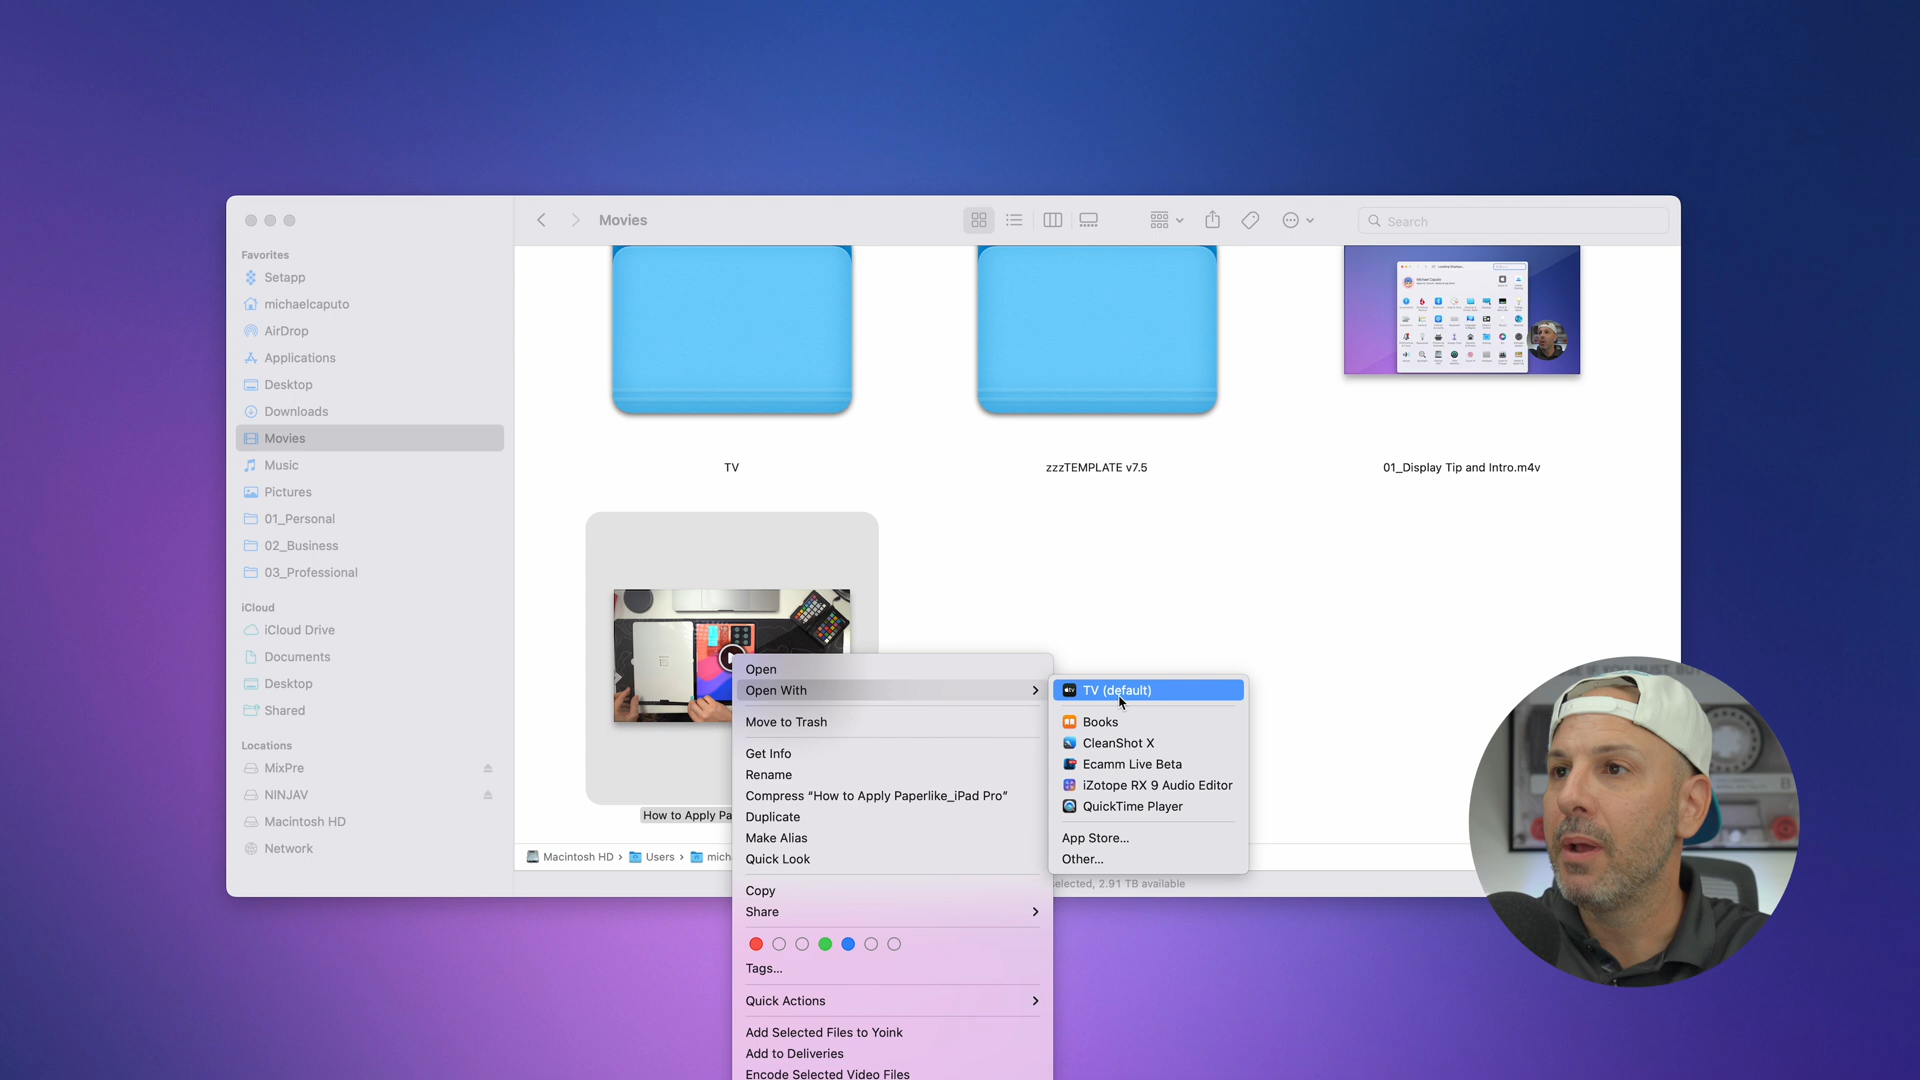 Movies
Search
Favorites
Setapp
michaelcaputo
AirDrop
Applications
Desktop
Downloads
Movies
Music
Pictures
01_Personal
02_Business
03_Professional
iCloud
iCloud Drive
Documents
Desktop
Shared
Locations
MixPre
NINJAV
Macintosh HD
Network
TV
zzzTEMPLATE v7.5
01_Display Tip and Intro.m4v
How to Apply Pa
Macintosh HD › Users › mich
selected, 2.91 TB available
Open
Open With
Move to Trash
Get Info
Rename
Compress “How to Apply Paperlike_iPad Pro”
Duplicate
Make Alias
Quick Look
Copy
Share
Tags...
Quick Actions
Add Selected Files to Yoink
Add to Deliveries
Encode Selected Video Files
TV (default)
Books
CleanShot X
Ecamm Live Beta
iZotope RX 9 Audio Editor
QuickTime Player
App Store...
Other...